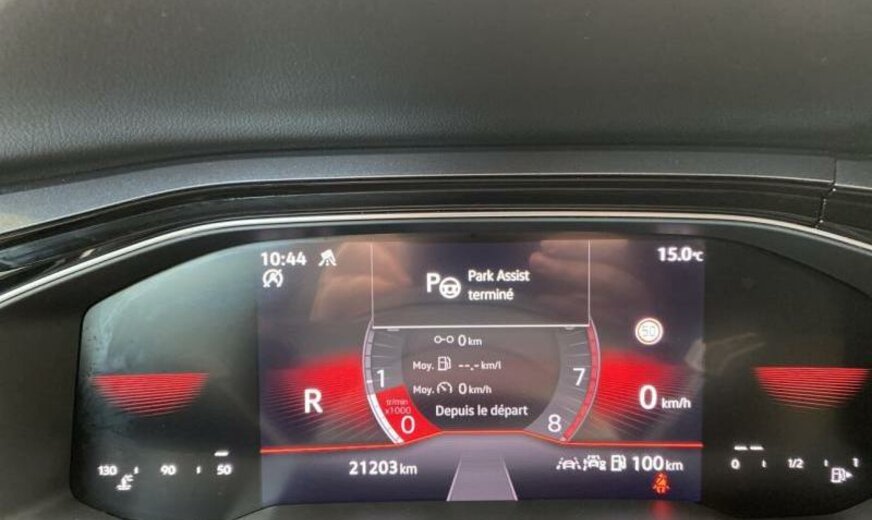 10:44
15.0°C
P Park Assist
terminé
50
0 km
Moy. --,- km/l
Moy. 0 km/h
Depuis le départ
R
1
tr/min
x1000
0
7
8
0 km/h
130 90 50
21203 km
100 km
0 1/2 1